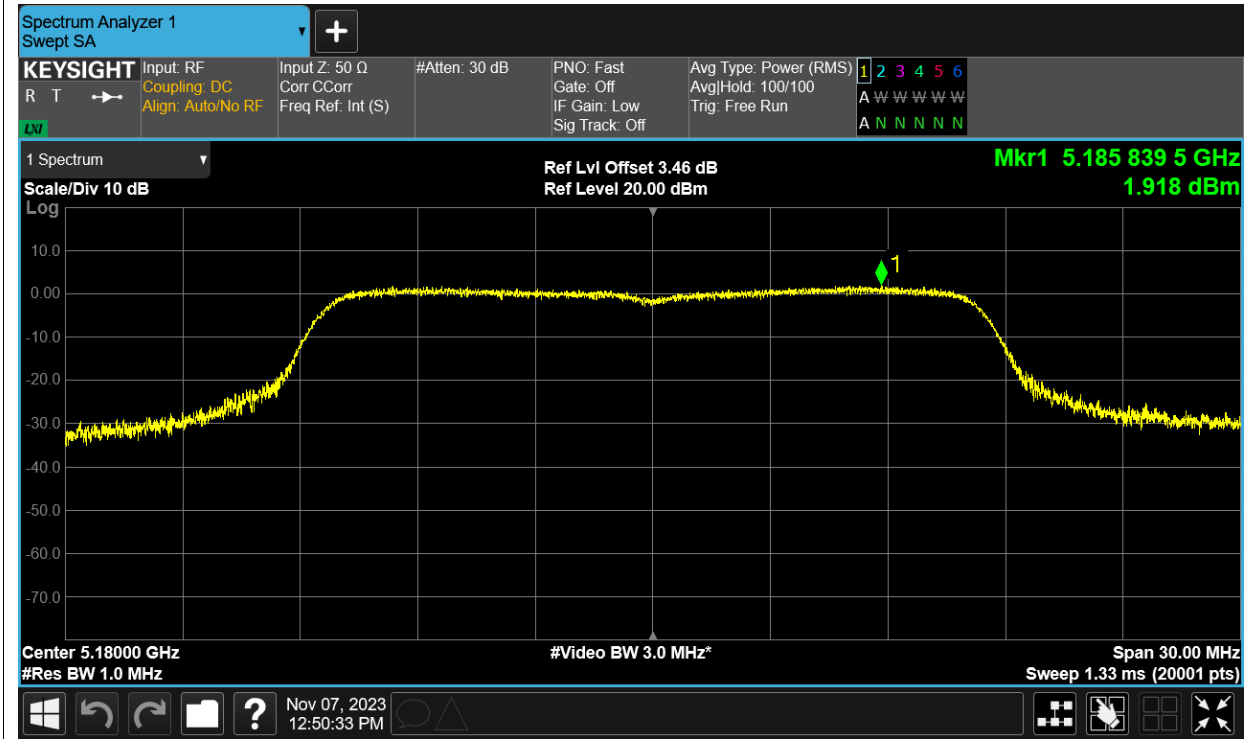 Spectrum Analyzer 1
Swept SA
KEYSIGHT
R T
LXI
Input: RF
Coupling: DC
Align: Auto/No RF
Input Z: 50 Ω
Corr CCorr
Freq Ref: Int (S)
#Atten: 30 dB
PNO: Fast
Gate: Off
IF Gain: Low
Sig Track: Off
Avg Type: Power (RMS)
Avg|Hold: 100/100
Trig: Free Run
1 2 3 4 5 6
A W W W W W
A N N N N N
1 Spectrum
Scale/Div 10 dB
Log
Ref Lvl Offset 3.46 dB
Ref Level 20.00 dBm
Mkr1 5.185 839 5 GHz
1.918 dBm
1
10.0
0.00
-10.0
-20.0
-30.0
-40.0
-50.0
-60.0
-70.0
Center 5.18000 GHz
#Res BW 1.0 MHz
#Video BW 3.0 MHz*
Span 30.00 MHz
Sweep 1.33 ms (20001 pts)
?
Nov 07, 2023
12:50:33 PM